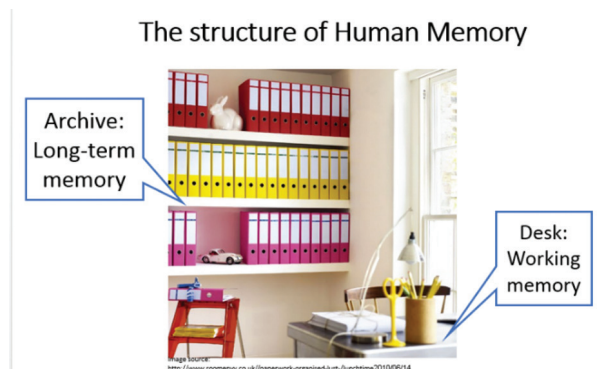 The structure of Human Memory
Archive:
Long-term
memory
Desk:
Working
memory
Image source: